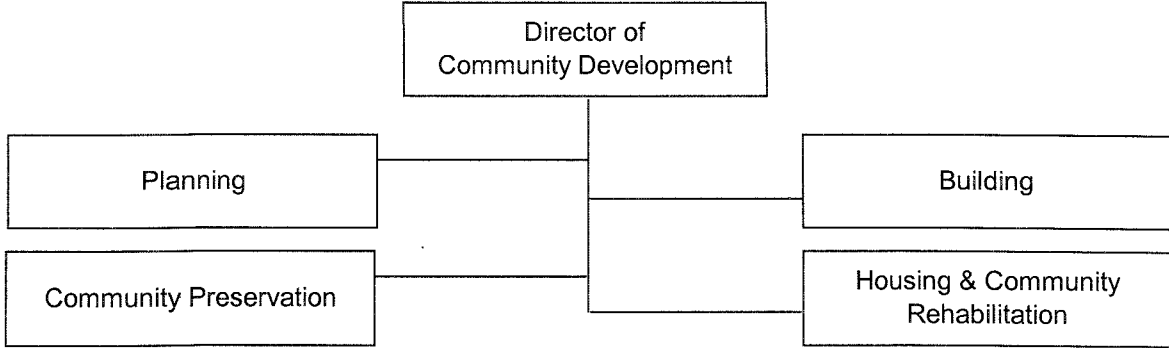 Director of
Community Development
Planning
Building
Community Preservation
Housing & Community
Rehabilitation